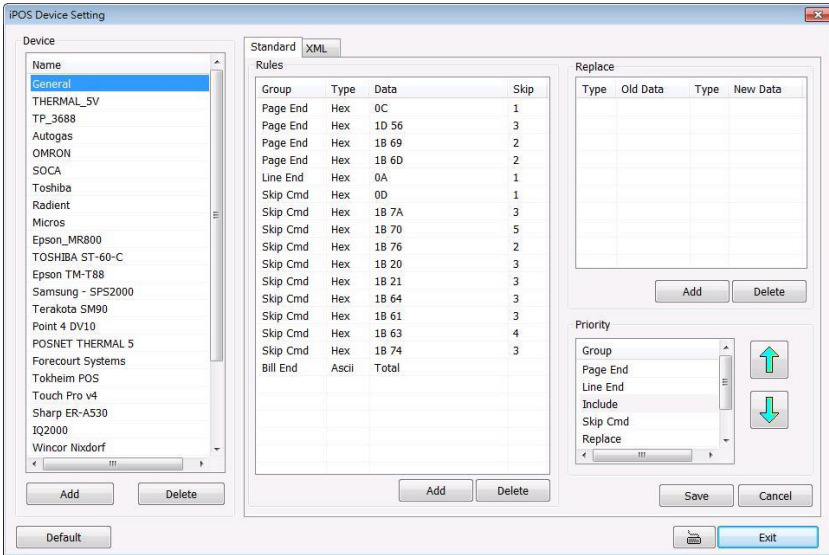 iPOS Device Setting
Device
Name
General
THERMAL_5V
TP_3688
Autogas
OMRON
SOCA
Toshiba
Radient
Micros
Epson_MR800
TOSHIBA ST-60-C
Epson TM-T88
Samsung - SPS2000
Terakota SM90
Point 4 DV10
POSNET THERMAL 5
Forecourt Systems
Tokheim POS
Touch Pro v4
Sharp ER-A530
IQ2000
Wincor Nixdorf
Add Delete
Default
Standard XML
Rules
Group Type Data Skip
Page End Hex 0C 1
Page End Hex 1D 56 3
Page End Hex 1B 69 2
Page End Hex 1B 6D 2
Line End Hex 0A 1
Skip Cmd Hex 0D 1
Skip Cmd Hex 1B 7A 3
Skip Cmd Hex 1B 70 5
Skip Cmd Hex 1B 76 2
Skip Cmd Hex 1B 20 3
Skip Cmd Hex 1B 21 3
Skip Cmd Hex 1B 64 3
Skip Cmd Hex 1B 61 3
Skip Cmd Hex 1B 63 4
Skip Cmd Hex 1B 74 3
Bill End Ascii Total
Add Delete
Replace
Type Old Data Type New Data
Add Delete
Priority
Group
Page End
Line End
Include
Skip Cmd
Replace
Save Cancel
Exit